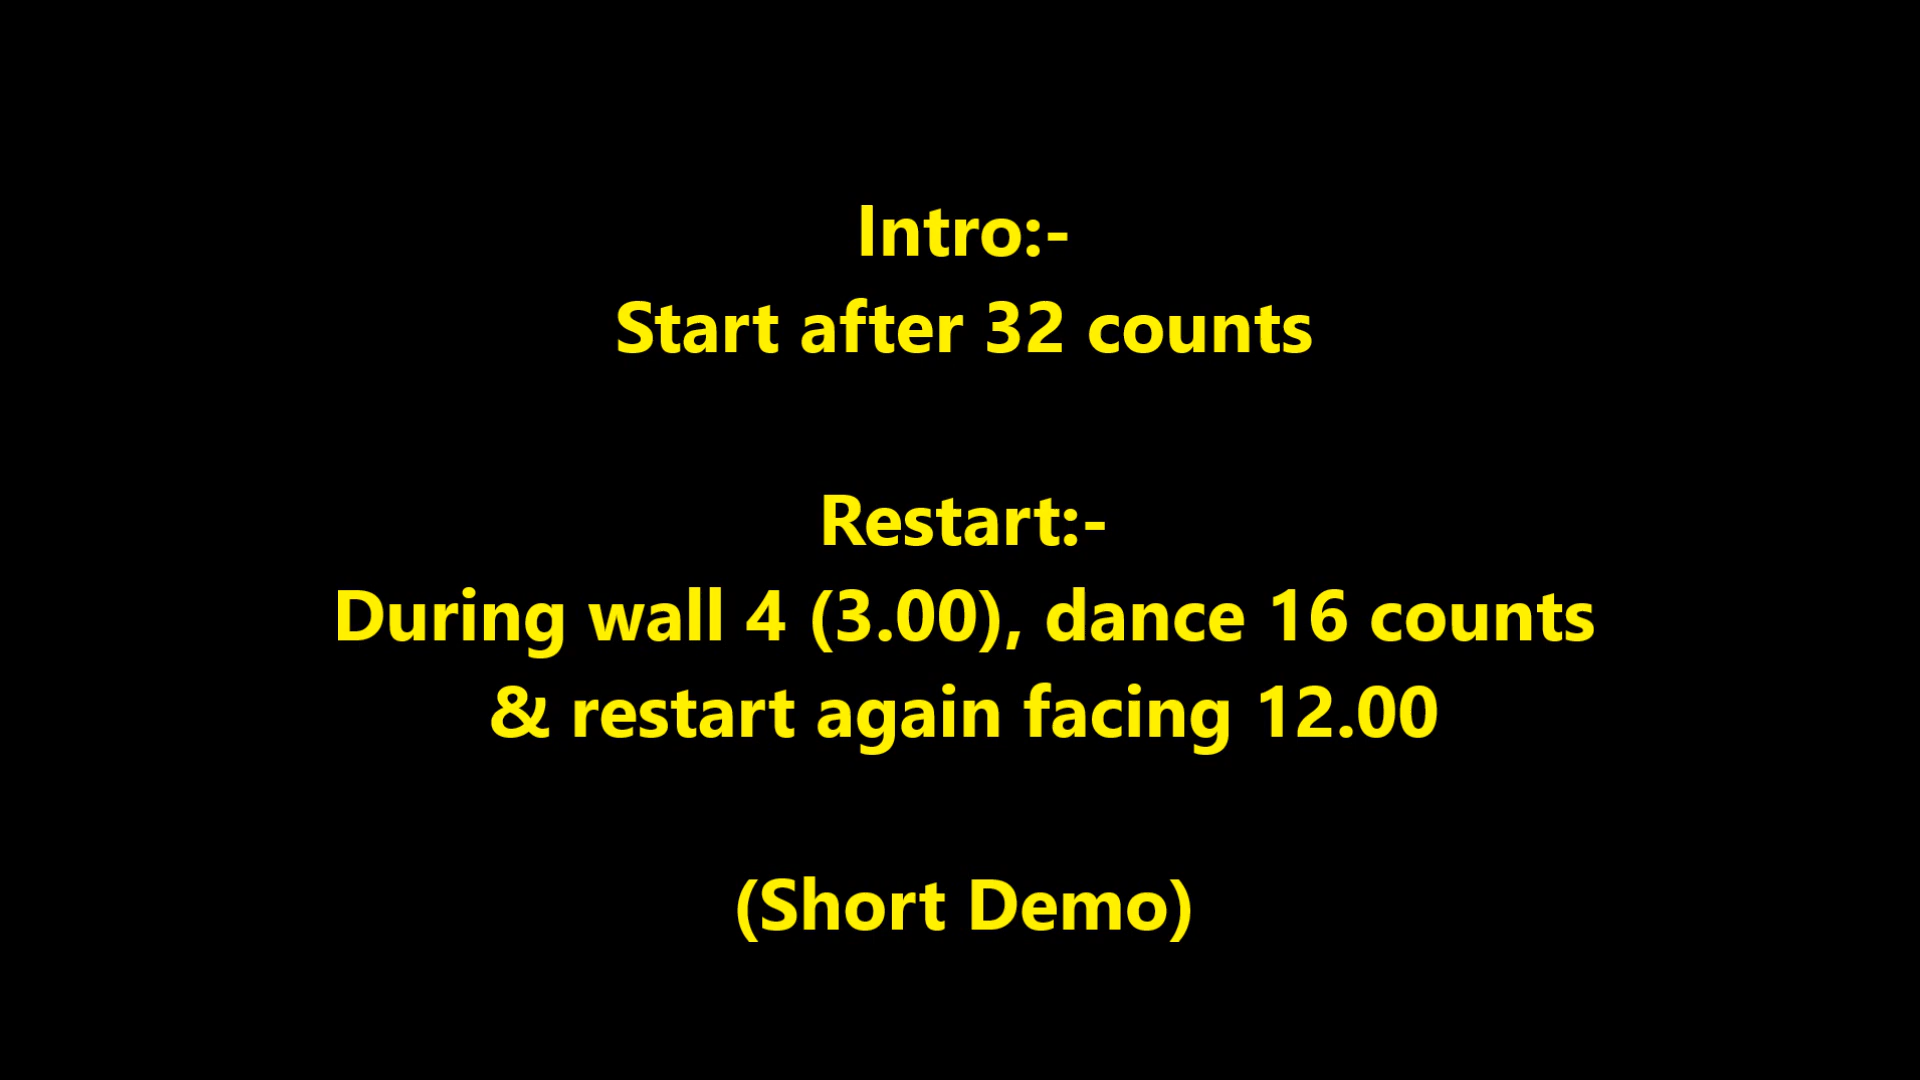 Intro:-
Start after 32 counts
Restart:-
During wall 4 (3.00), dance 16 counts
& restart again facing 12.00
(Short Demo)